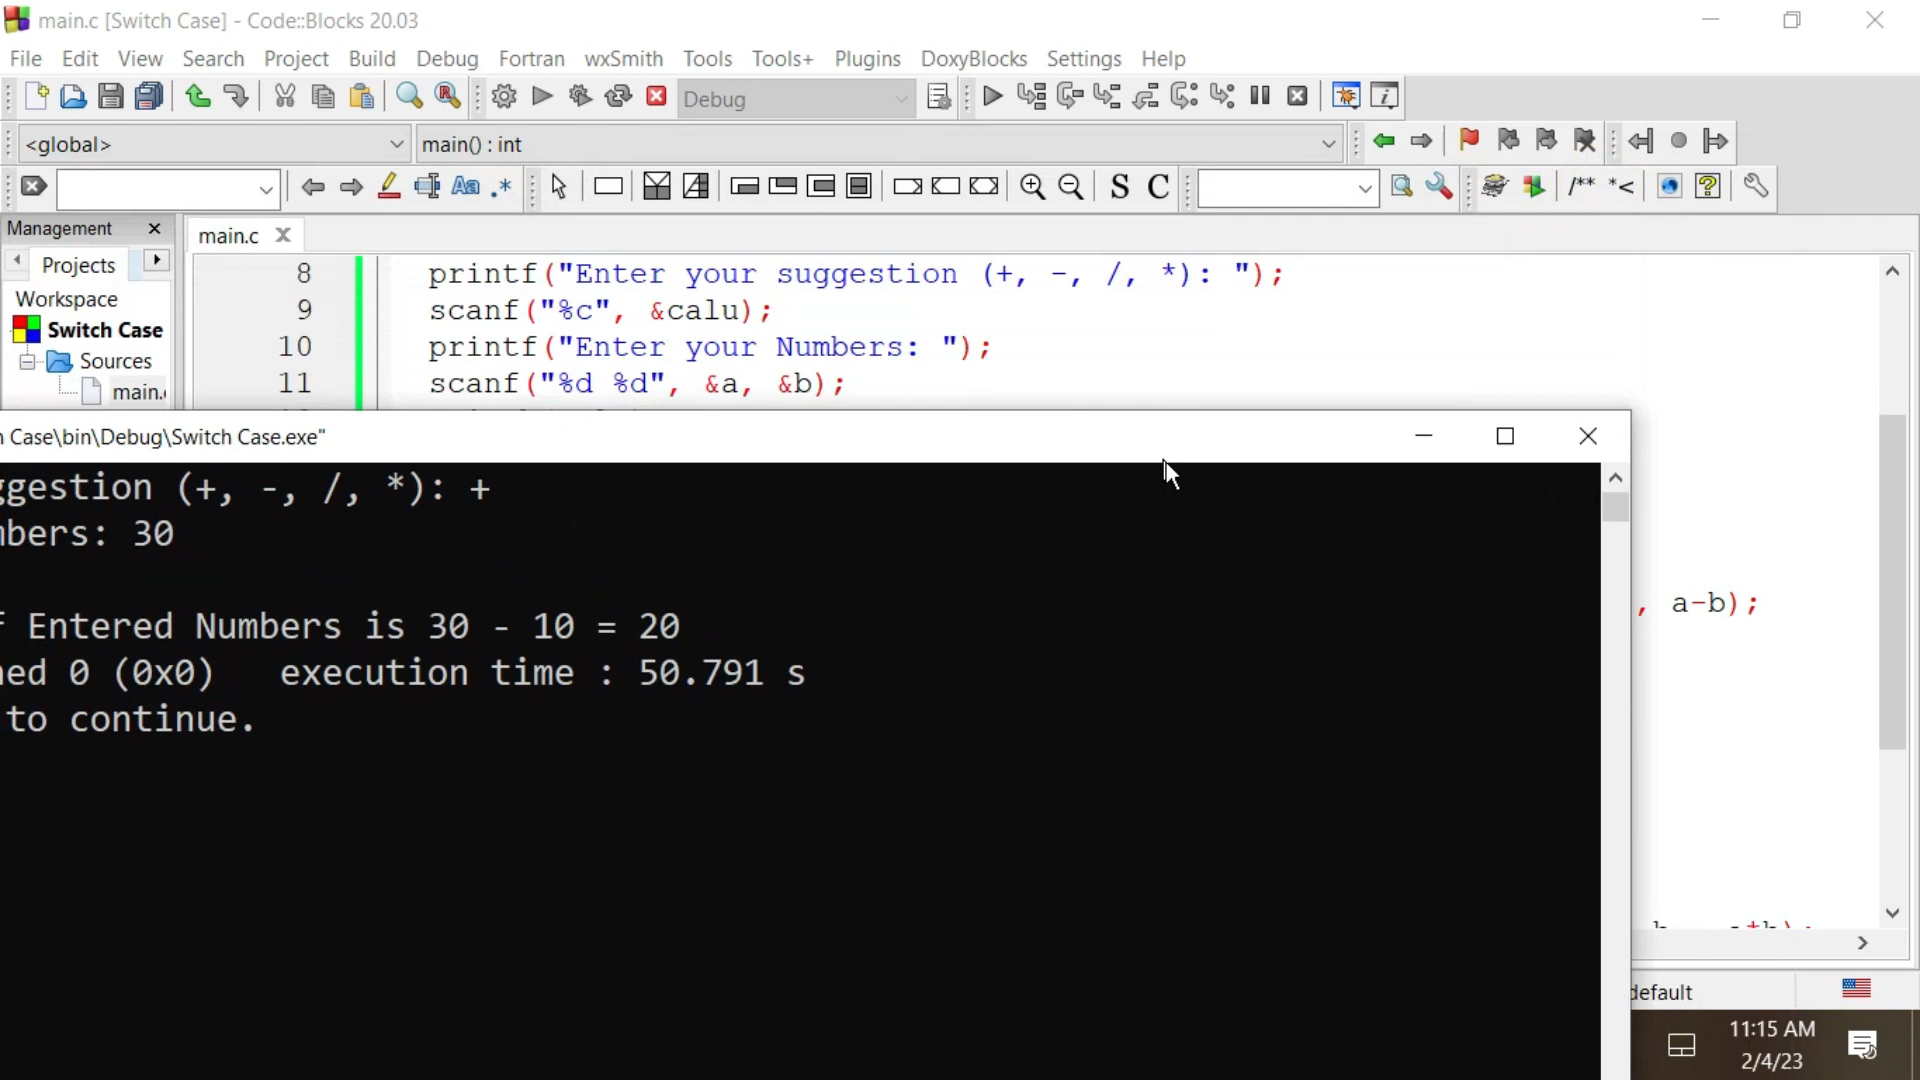 main.c [Switch Case] - Code::Blocks 20.03
File Edit View Search Project Build Debug Fortran wxSmith Tools Tools+ Plugins DoxyBlocks Settings Help
Debug
<global> main() : int
S C /** *<
Management
Projects
main.c
Workspace
Switch Case
Sources
main.
8 printf("Enter your suggestion (+, -, /, *): ");
9 scanf("%c", &calu);
10 printf("Enter your Numbers: ");
11 scanf("%d %d", &a, &b);
Case\bin\Debug\Switch Case.exe"
ggestion (+, -, /, *): +
mbers: 30
Entered Numbers is 30 - 10 = 20
ned 0 (0x0) execution time : 50.791 s
to continue.
, a-b);
default
11:15 AM
2/4/23